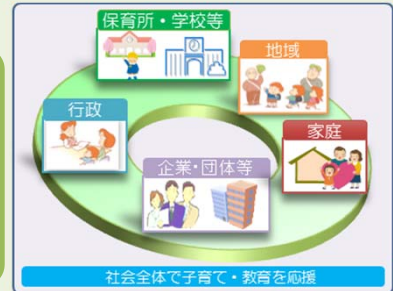 保育所・学校等
地域
行政
家庭
企業・団体等
社会全体で子育て・教育を応援